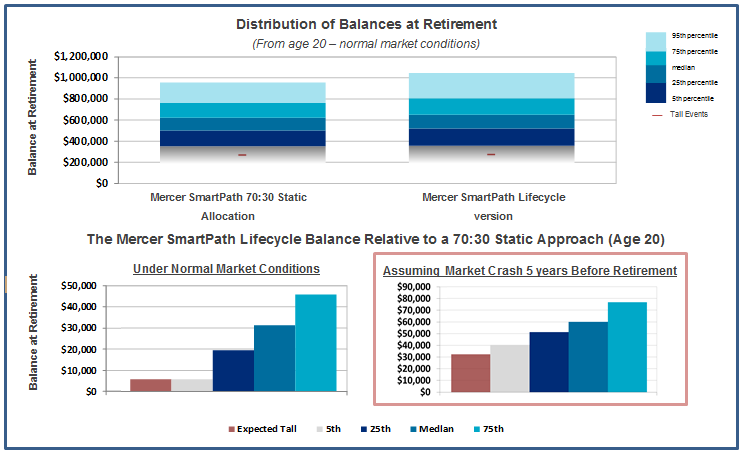 Distribution of Balances at Retirement
(From age 20 – normal market conditions)
Balance at Retirement
$1,200,000
$1,000,000
$800,000
$600,000
$400,000
$200,000
$0
Mercer SmartPath 70:30 Static
Allocation
Mercer SmartPath Lifecycle
version
95th percentile
75th percentile
median
25th percentile
5th percentile
Tall Events
The Mercer SmartPath Lifecycle Balance Relative to a 70:30 Static Approach (Age 20)
Under Normal Market Conditions
Balance at Retirement
$50,000
$40,000
$30,000
$20,000
$10,000
$0
Assuming Market Crash 5 years Before Retirement
$90,000
$80,000
$70,000
$60,000
$50,000
$40,000
$30,000
$20,000
$10,000
$0
Expected Tall
5th
25th
Medlan
75th